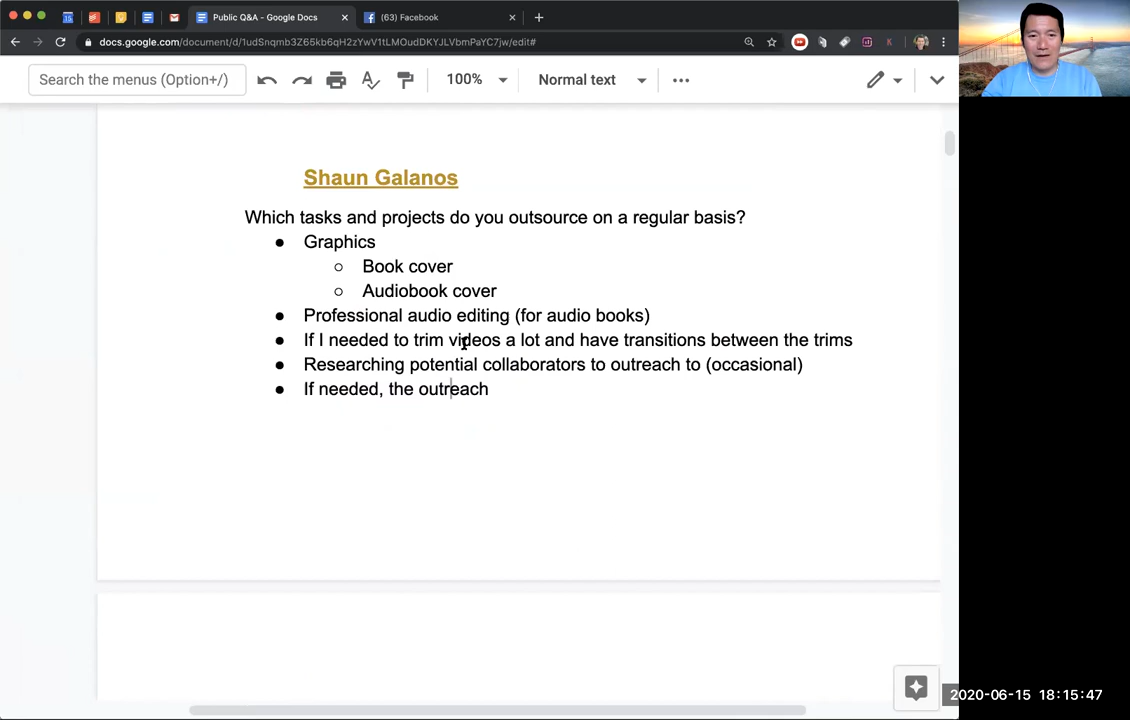 Public Q&A - Google Docs
(63) Facebook
docs.google.com/document/d/1udSnqmb3Z65kb6qH2zYwV1tLMOudDKYJLVbmPaYC7jw/edit#
Search the menus (Option+/)
100%
Normal text
Shaun Galanos
Which tasks and projects do you outsource on a regular basis?
● Graphics
○ Book cover
○ Audiobook cover
● Professional audio editing (for audio books)
● If I needed to trim videos a lot and have transitions between the trims
● Researching potential collaborators to outreach to (occasional)
● If needed, the outreach
2020-06-15 18:15:47